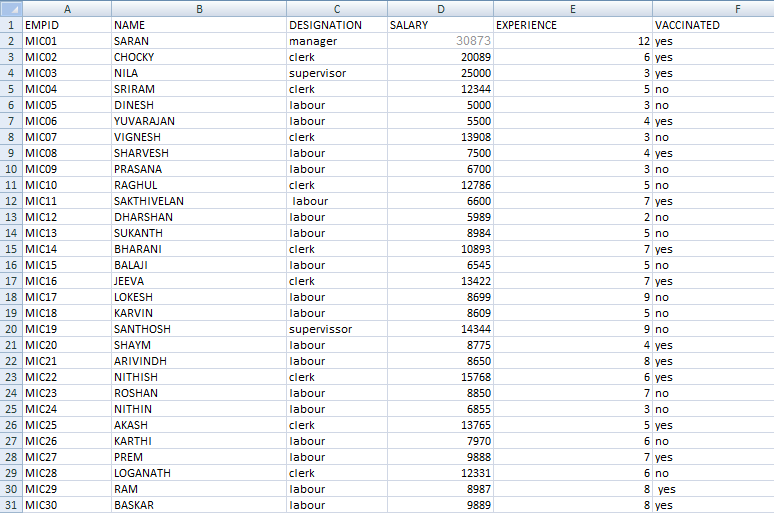 A B C D E F
1 EMPID NAME DESIGNATION SALARY EXPERIENCE VACCINATED
2 MIC01 SARAN manager 30873 12 yes
3 MIC02 CHOCKY clerk 20089 6 yes
4 MIC03 NILA supervisor 25000 3 yes
5 MIC04 SRIRAM clerk 12344 5 no
6 MIC05 DINESH labour 5000 3 no
7 MIC06 YUVARAJAN labour 5500 4 yes
8 MIC07 VIGNESH clerk 13908 3 no
9 MIC08 SHARVESH labour 7500 4 yes
10 MIC09 PRASANA labour 6700 3 no
11 MIC10 RAGHUL clerk 12786 5 no
12 MIC11 SAKTHIVELAN labour 6600 7 yes
13 MIC12 DHARSHAN labour 5989 2 no
14 MIC13 SUKANTH labour 8984 5 no
15 MIC14 BHARANI clerk 10893 7 yes
16 MIC15 BALAJI labour 6545 5 no
17 MIC16 JEEVA clerk 13422 7 yes
18 MIC17 LOKESH labour 8699 9 no
19 MIC18 KARVIN labour 8609 5 no
20 MIC19 SANTHOSH supervissor 14344 9 no
21 MIC20 SHAYM labour 8775 4 yes
22 MIC21 ARIVINDH labour 8650 8 yes
23 MIC22 NITHISH clerk 15768 6 yes
24 MIC23 ROSHAN labour 8850 7 no
25 MIC24 NITHIN labour 6855 3 no
26 MIC25 AKASH clerk 13765 5 yes
27 MIC26 KARTHI labour 7970 6 no
28 MIC27 PREM labour 9888 7 yes
29 MIC28 LOGANATH clerk 12331 6 no
30 MIC29 RAM labour 8987 8 yes
31 MIC30 BASKAR labour 9889 8 yes